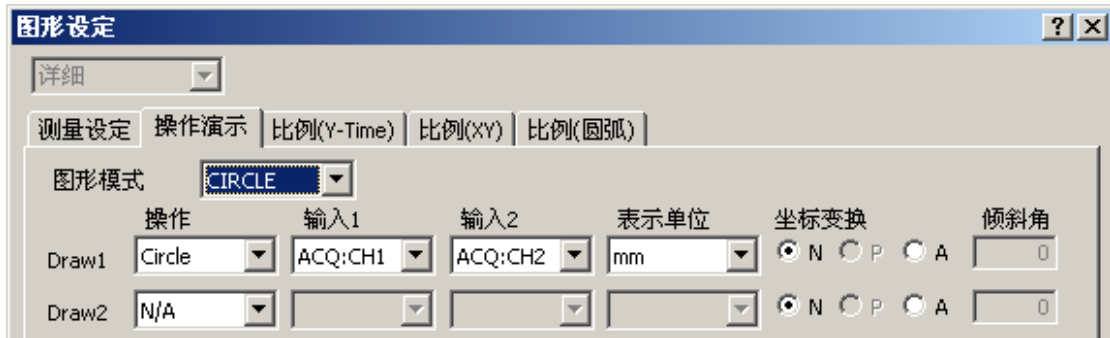 图形设定
详细
测量设定 操作演示 比例(Y-Time) 比例(XY) 比例(圆弧)
图形模式 CIRCLE
操作 输入1 输入2 表示单位 坐标变换 倾斜角
Draw1 Circle ACQ:CH1 ACQ:CH2 mm N P A 0
Draw2 N/A N P A 0